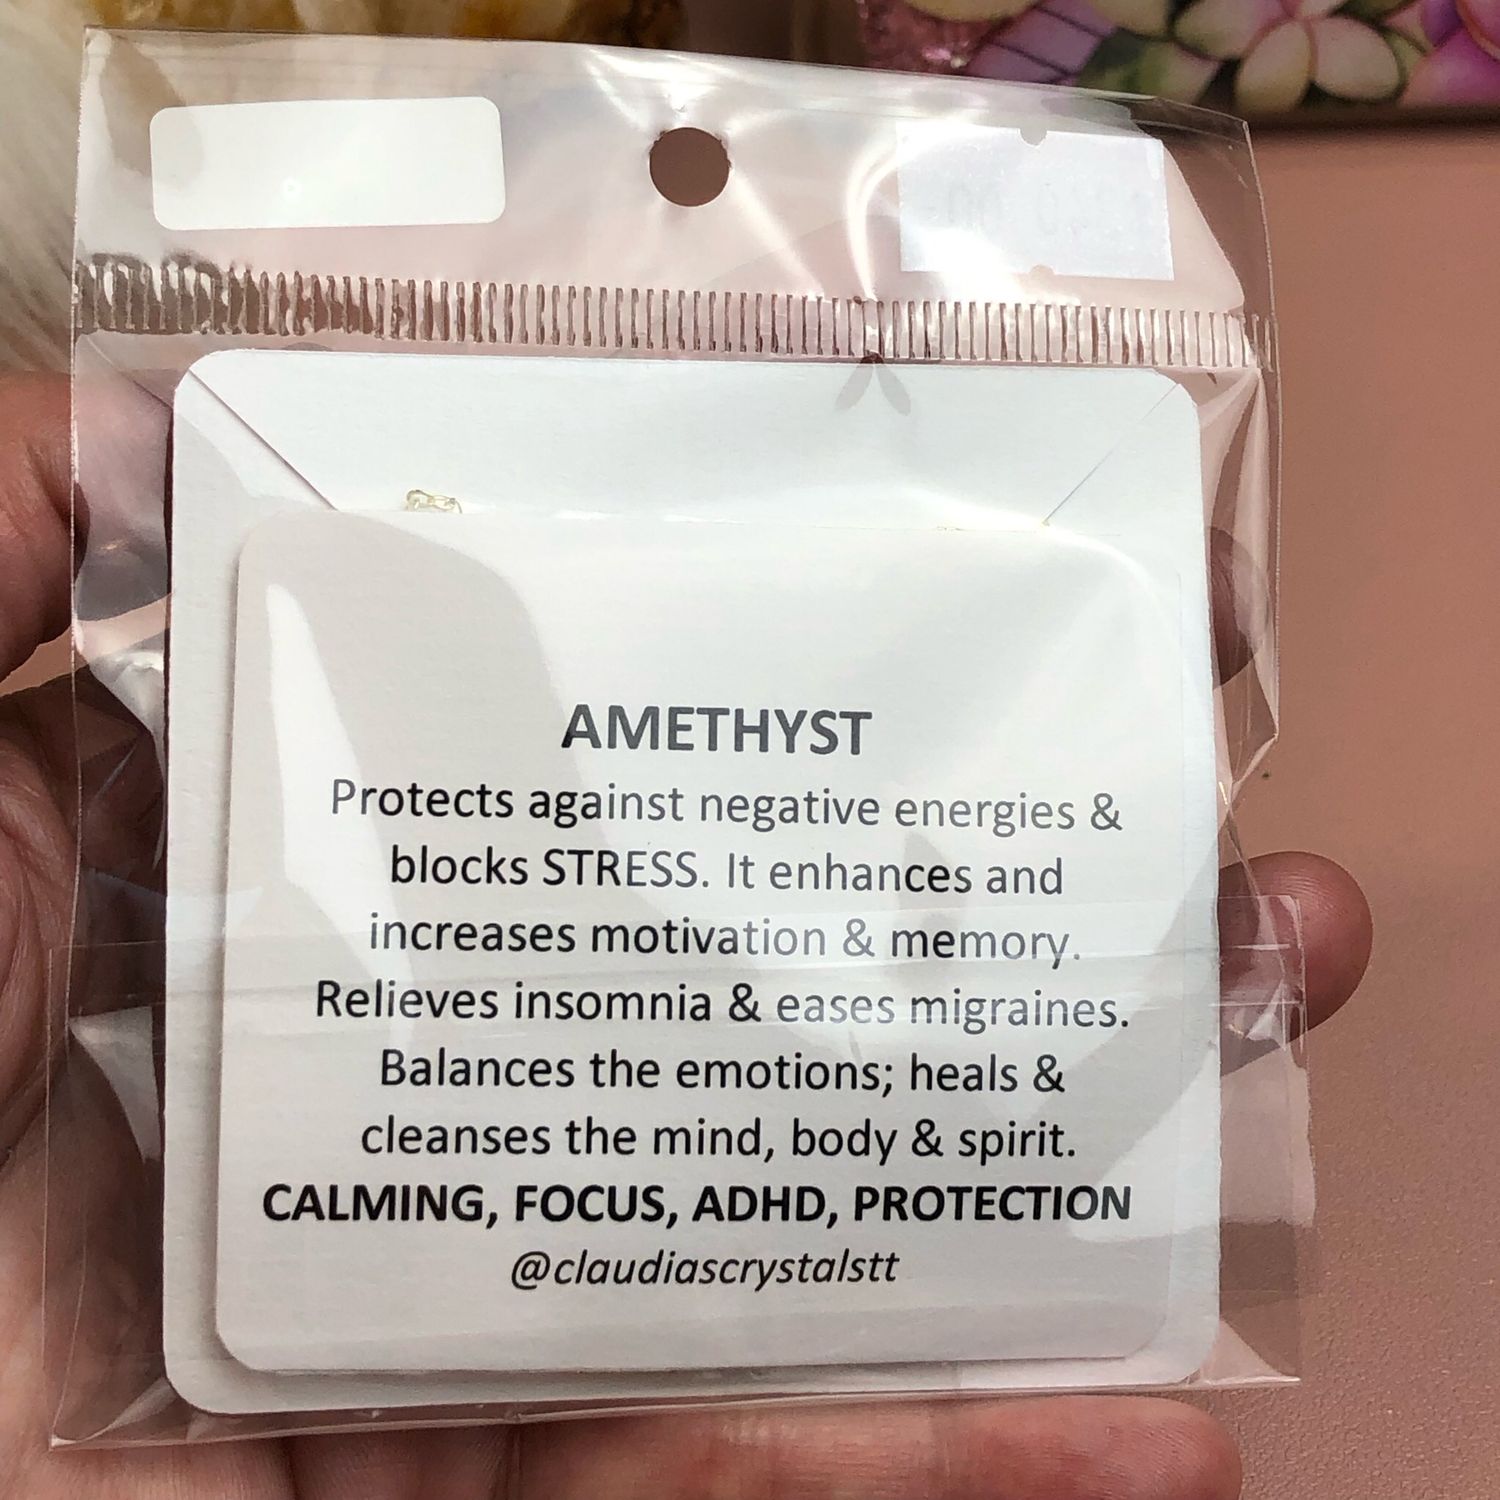 AMETHYST
Protects against negative energies &
blocks STRESS. It enhances and
increases motivation & memory.
Relieves insomnia & eases migraines.
Balances the emotions; heals &
cleanses the mind, body & spirit.
CALMING, FOCUS, ADHD, PROTECTION
@claudiascrystalstt